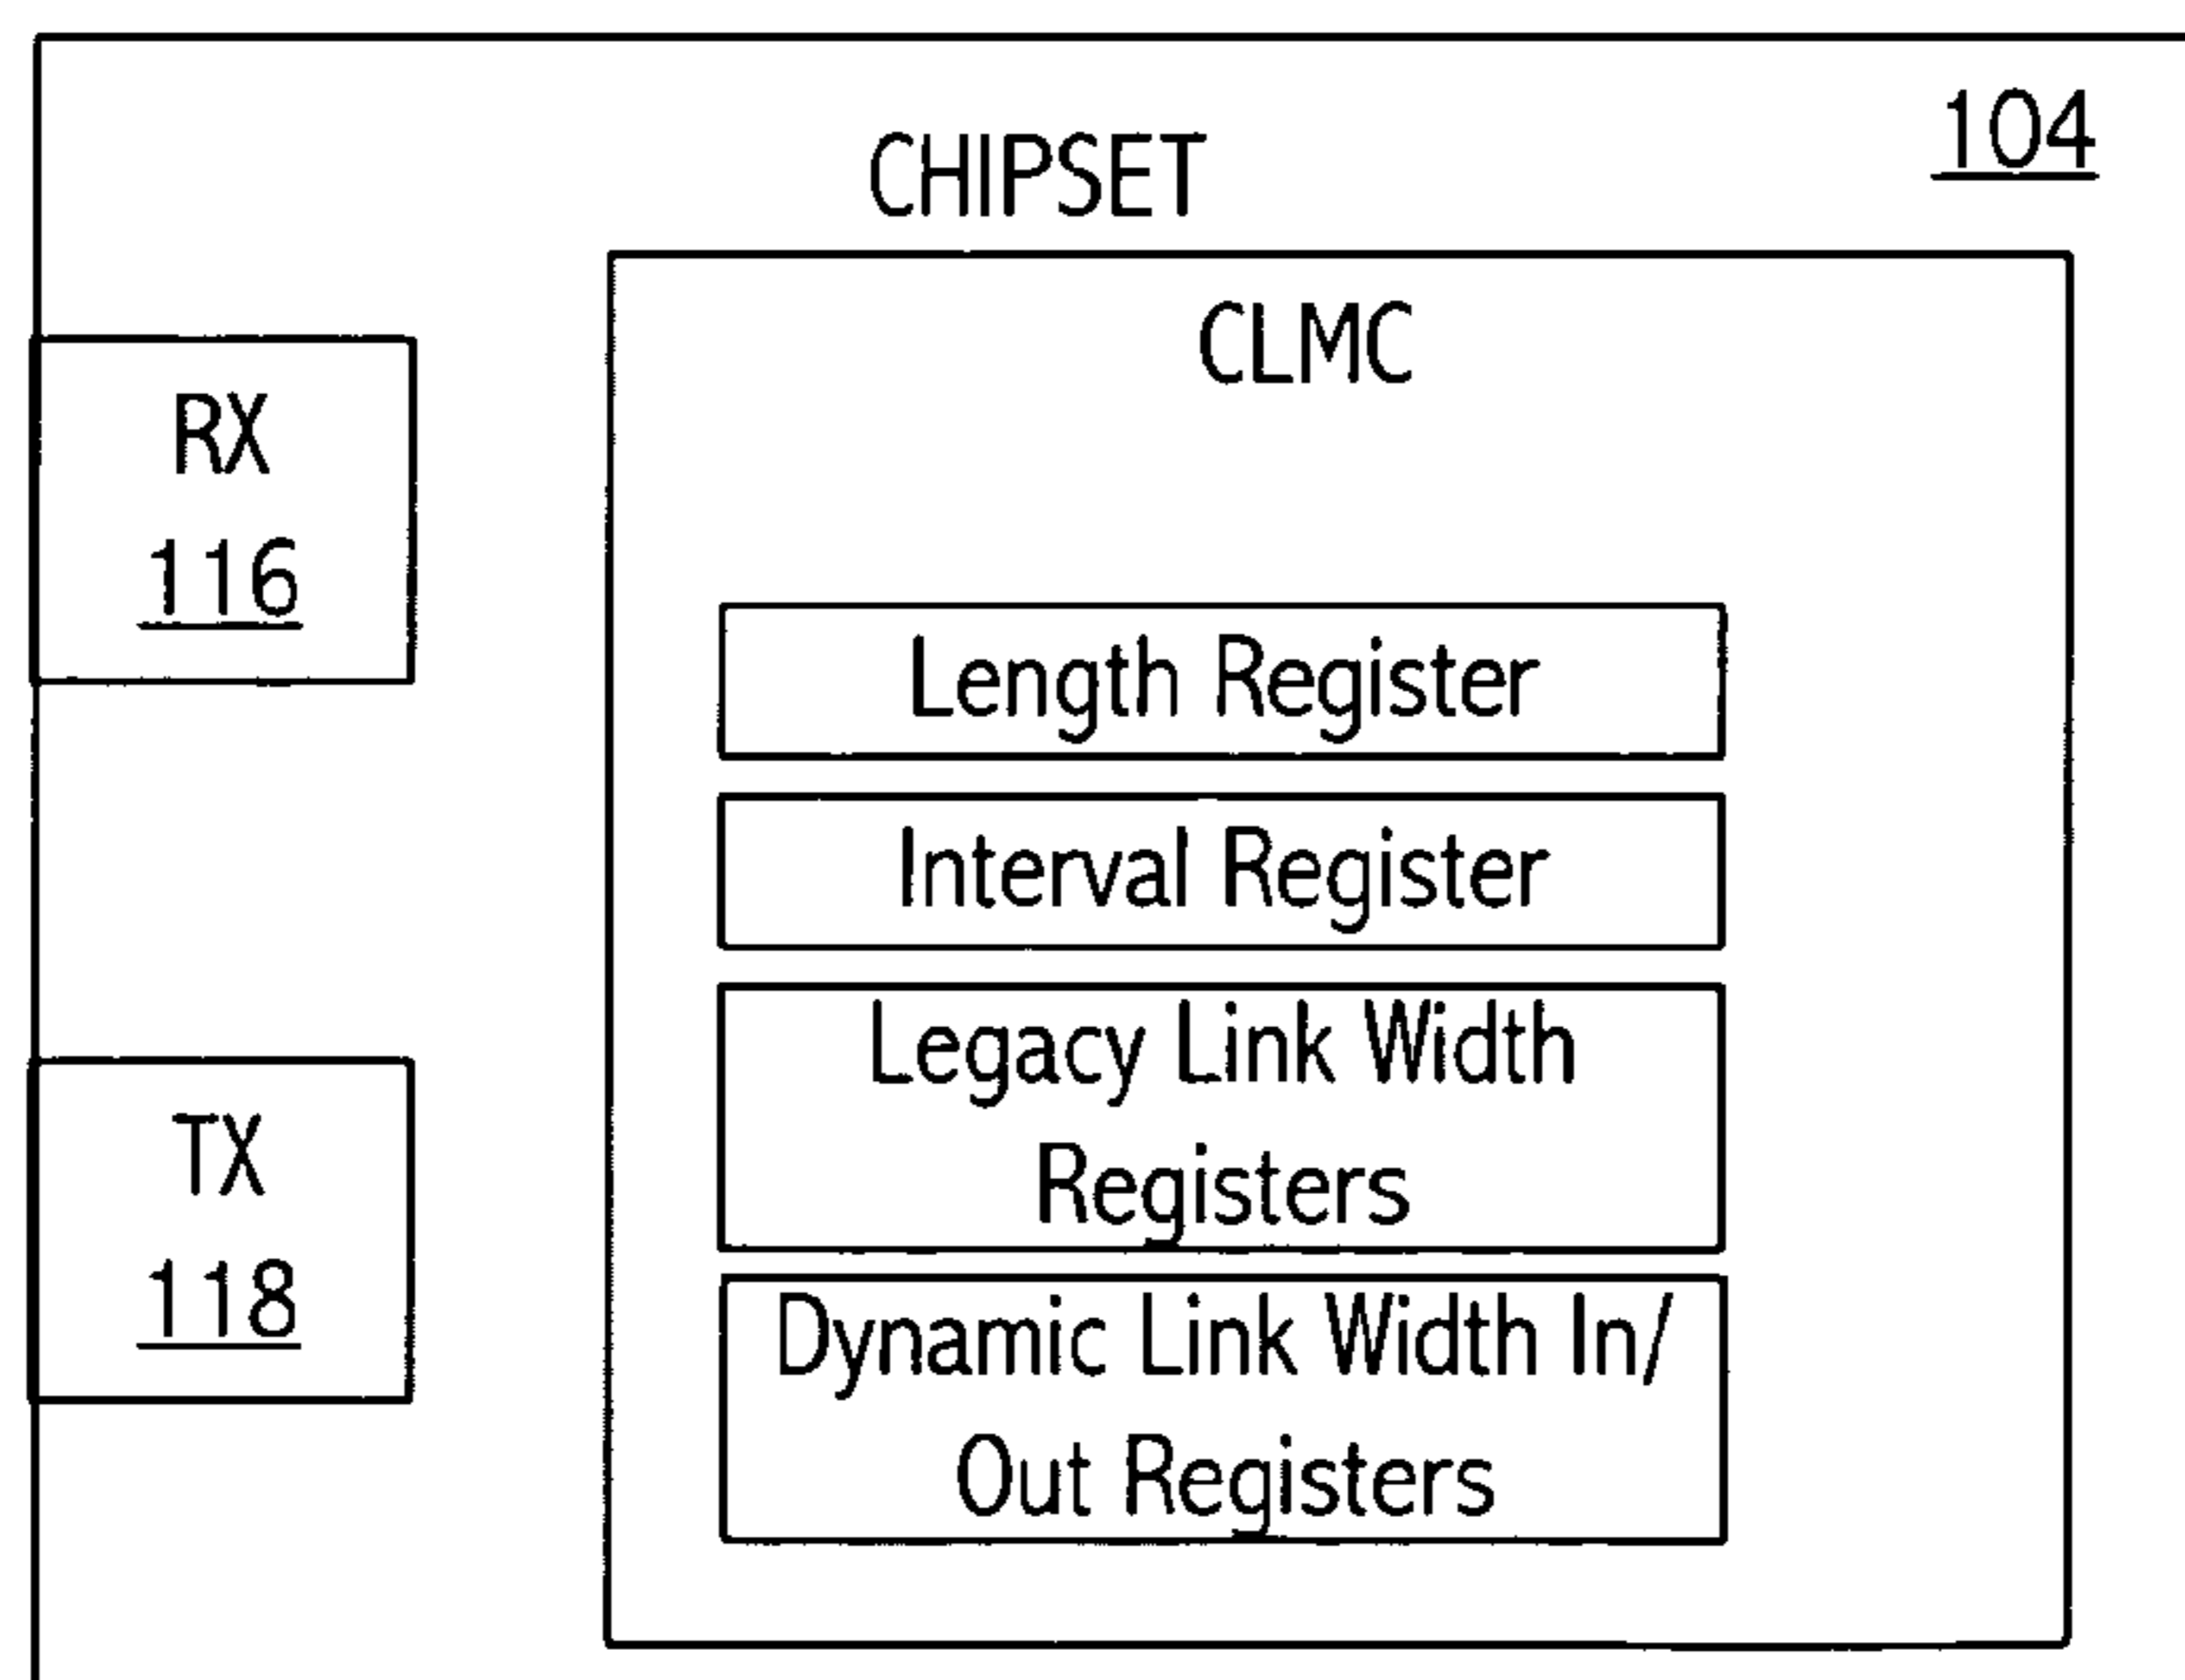 104
CHIPSET
CLMC
RX
116
Length Register
Interval Register
Legacy Link Width
Registers
TX
118
Dynamic Link Width In/
Out Registers